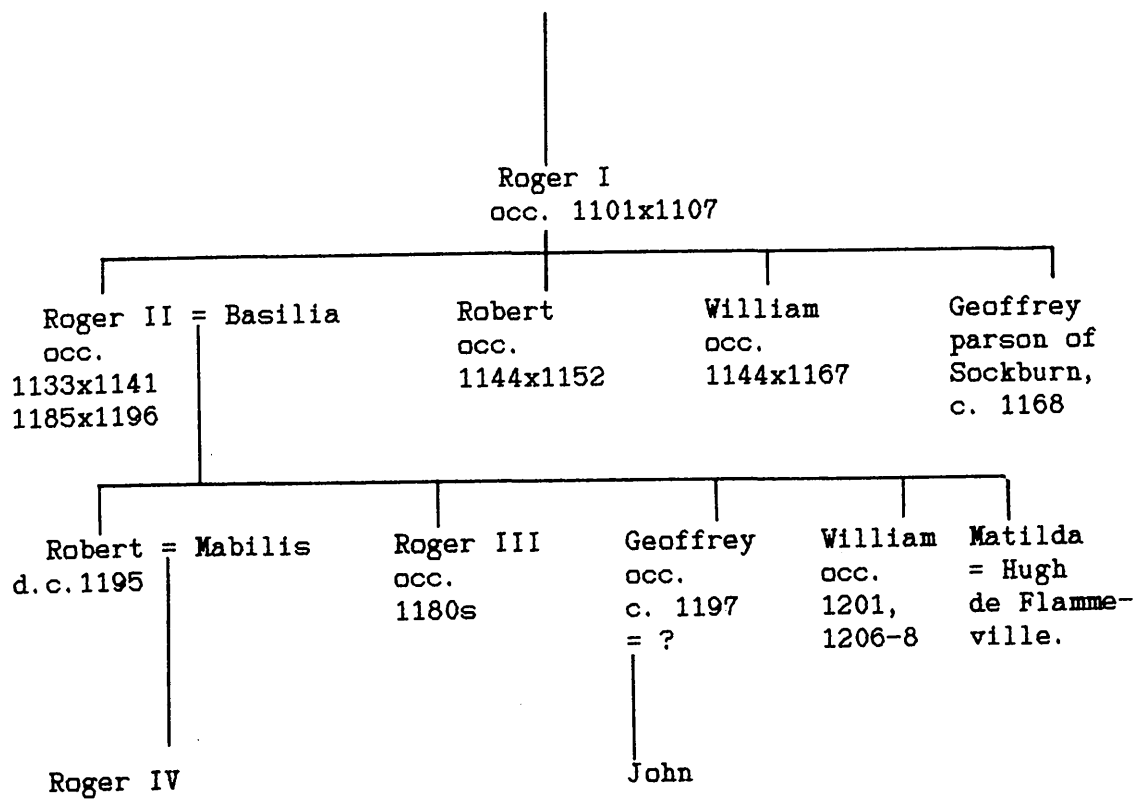 Roger I
occ. 1101x1107
Roger II = Basilia
occ.
1133x1141
1185x1196
Robert
occ.
1144x1152
William
occ.
1144x1167
Geoffrey
parson of
Sockburn,
c. 1168
Robert = Mabilis
d.c.1195
Roger III
occ.
1180s
Geoffrey
occ.
c. 1197
= ?
William
occ.
1201,
1206-8
Matilda
= Hugh
de Flamme-
ville.
Roger IV
John